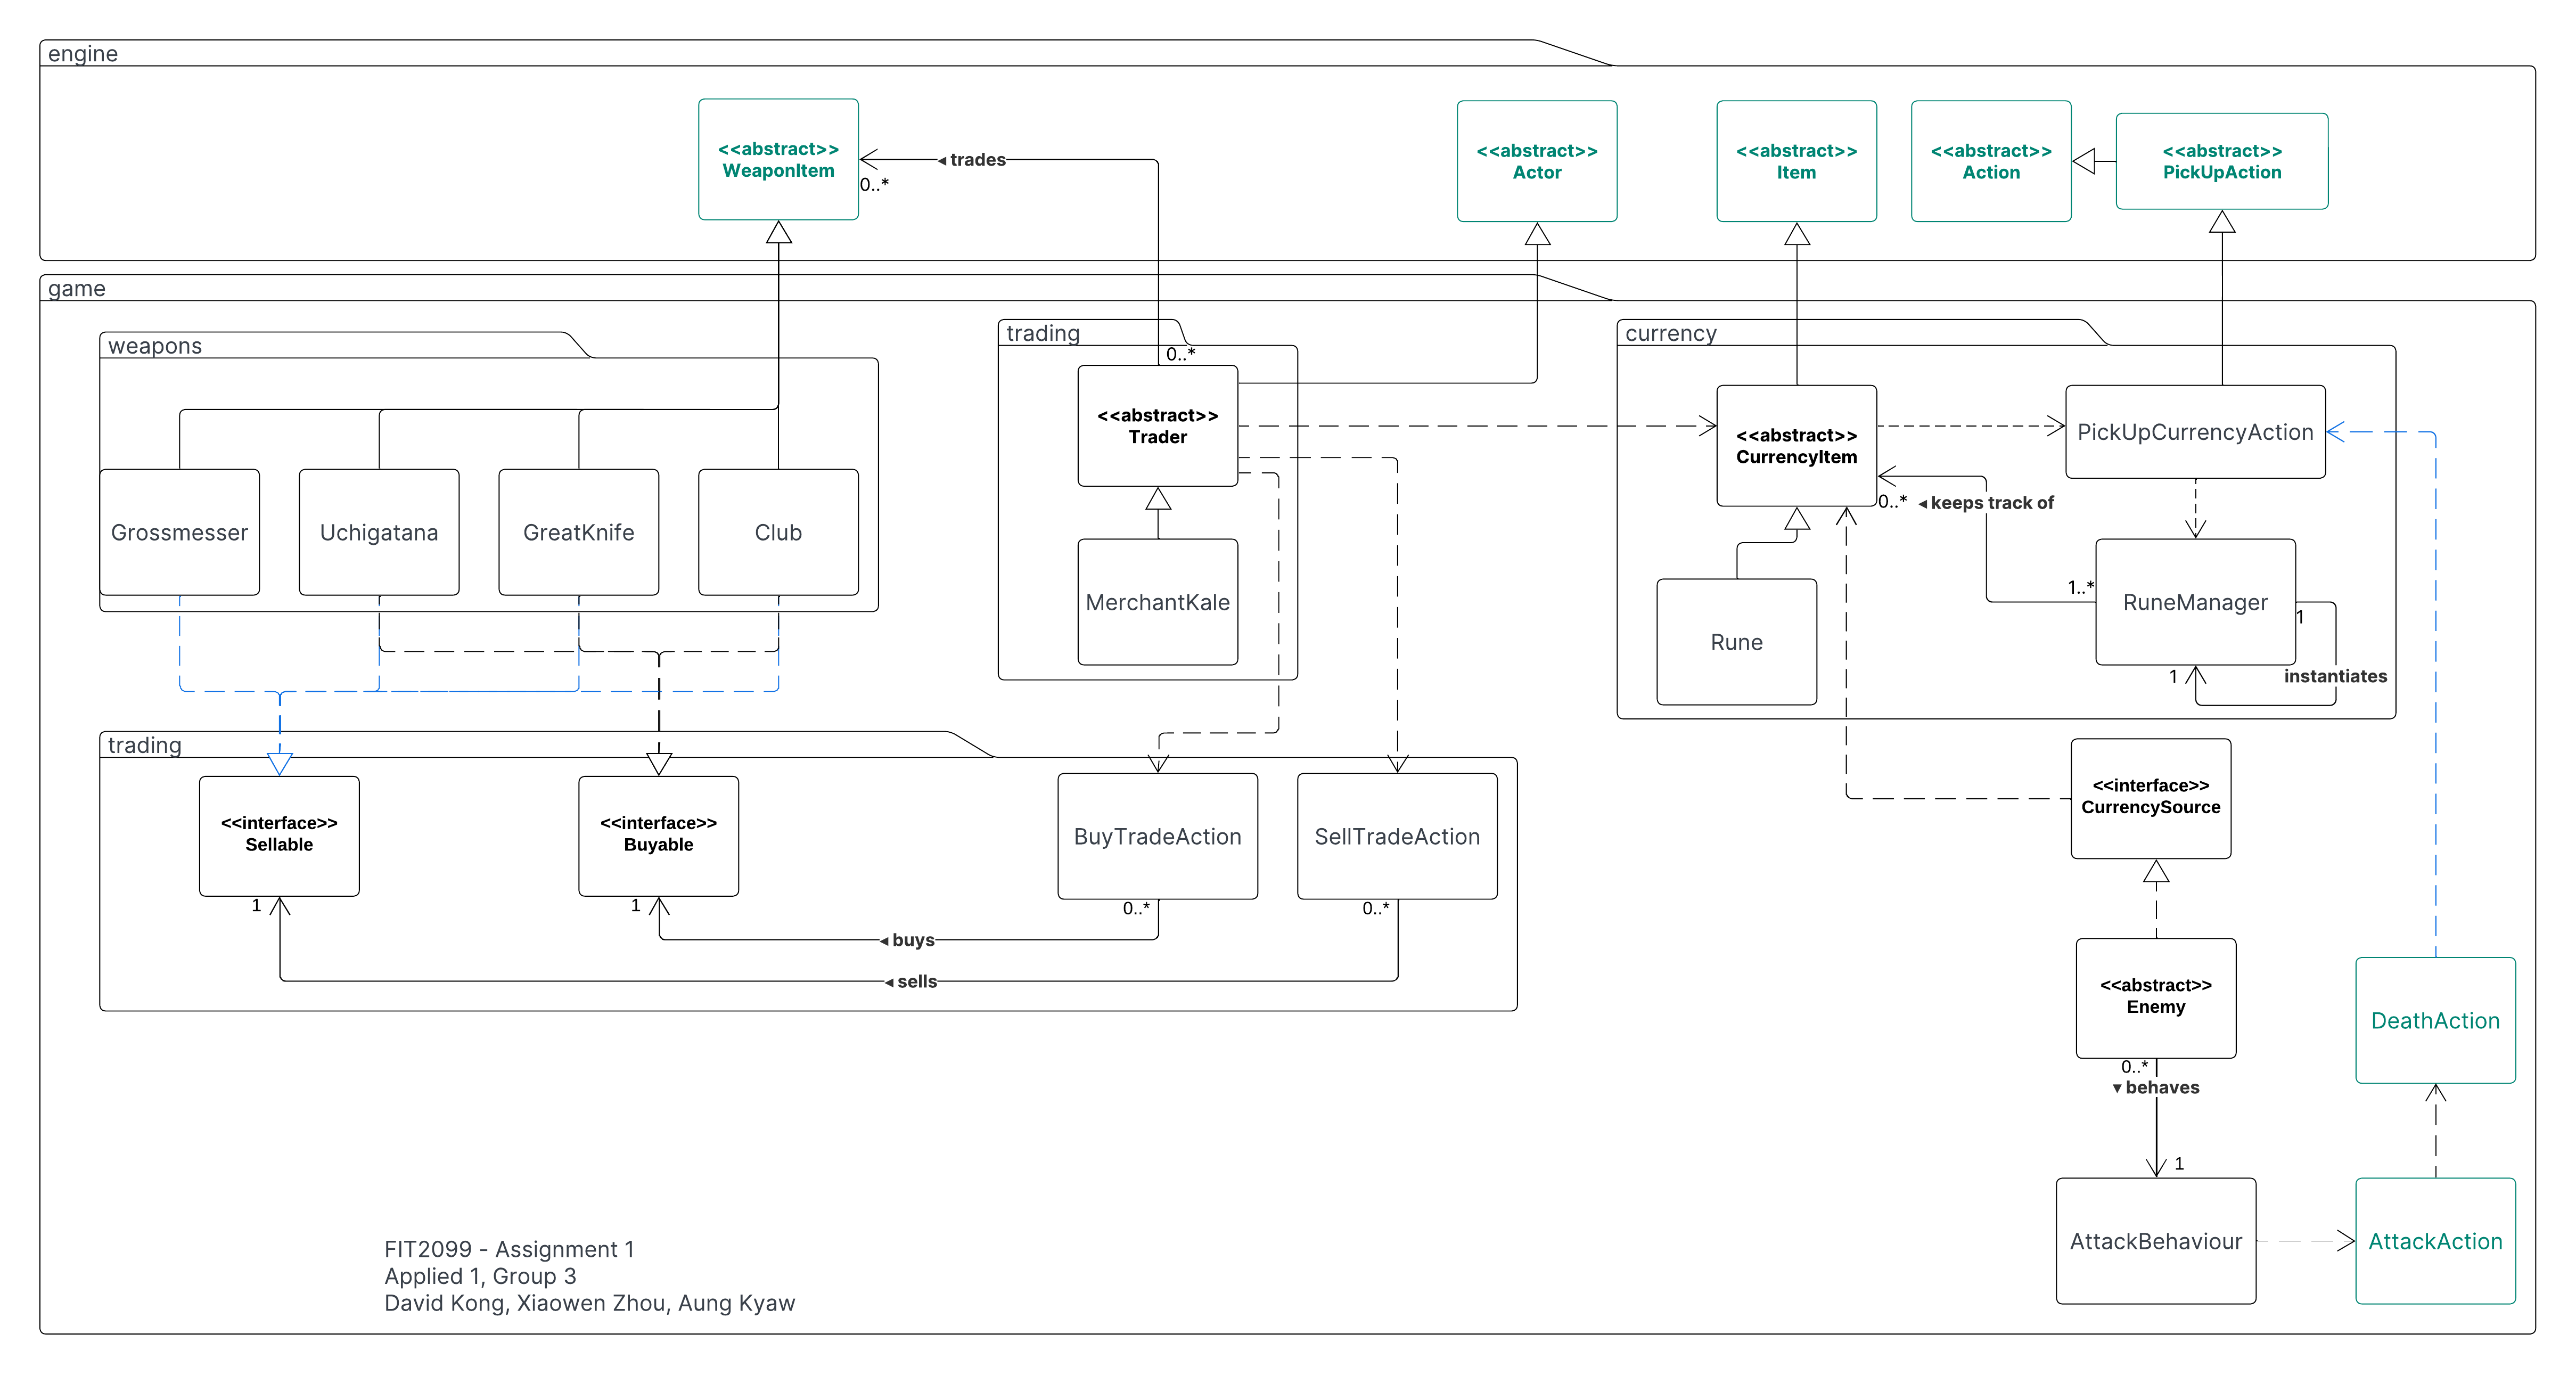 engine
<<abstract>>
WeaponItem
◂ trades
0..*
<<abstract>>
Actor
<<abstract>>
Item
<<abstract>>
Action
<<abstract>>
PickUpAction
game
weapons
Grossmesser
Uchigatana
GreatKnife
Club
trading
0..*
<<abstract>>
Trader
MerchantKale
currency
<<abstract>>
CurrencyItem
PickUpCurrencyAction
0..*
◂ keeps track of
1..*
RuneManager
1
Rune
1
instantiates
trading
<<interface>>
Sellable
<<interface>>
Buyable
BuyTradeAction
SellTradeAction
1
1
0..*
0..*
◂ buys
◂ sells
<<interface>>
CurrencySource
<<abstract>>
Enemy
0..*
▾ behaves
1
DeathAction
AttackBehaviour
AttackAction
FIT2099 - Assignment 1
Applied 1, Group 3
David Kong, Xiaowen Zhou, Aung Kyaw